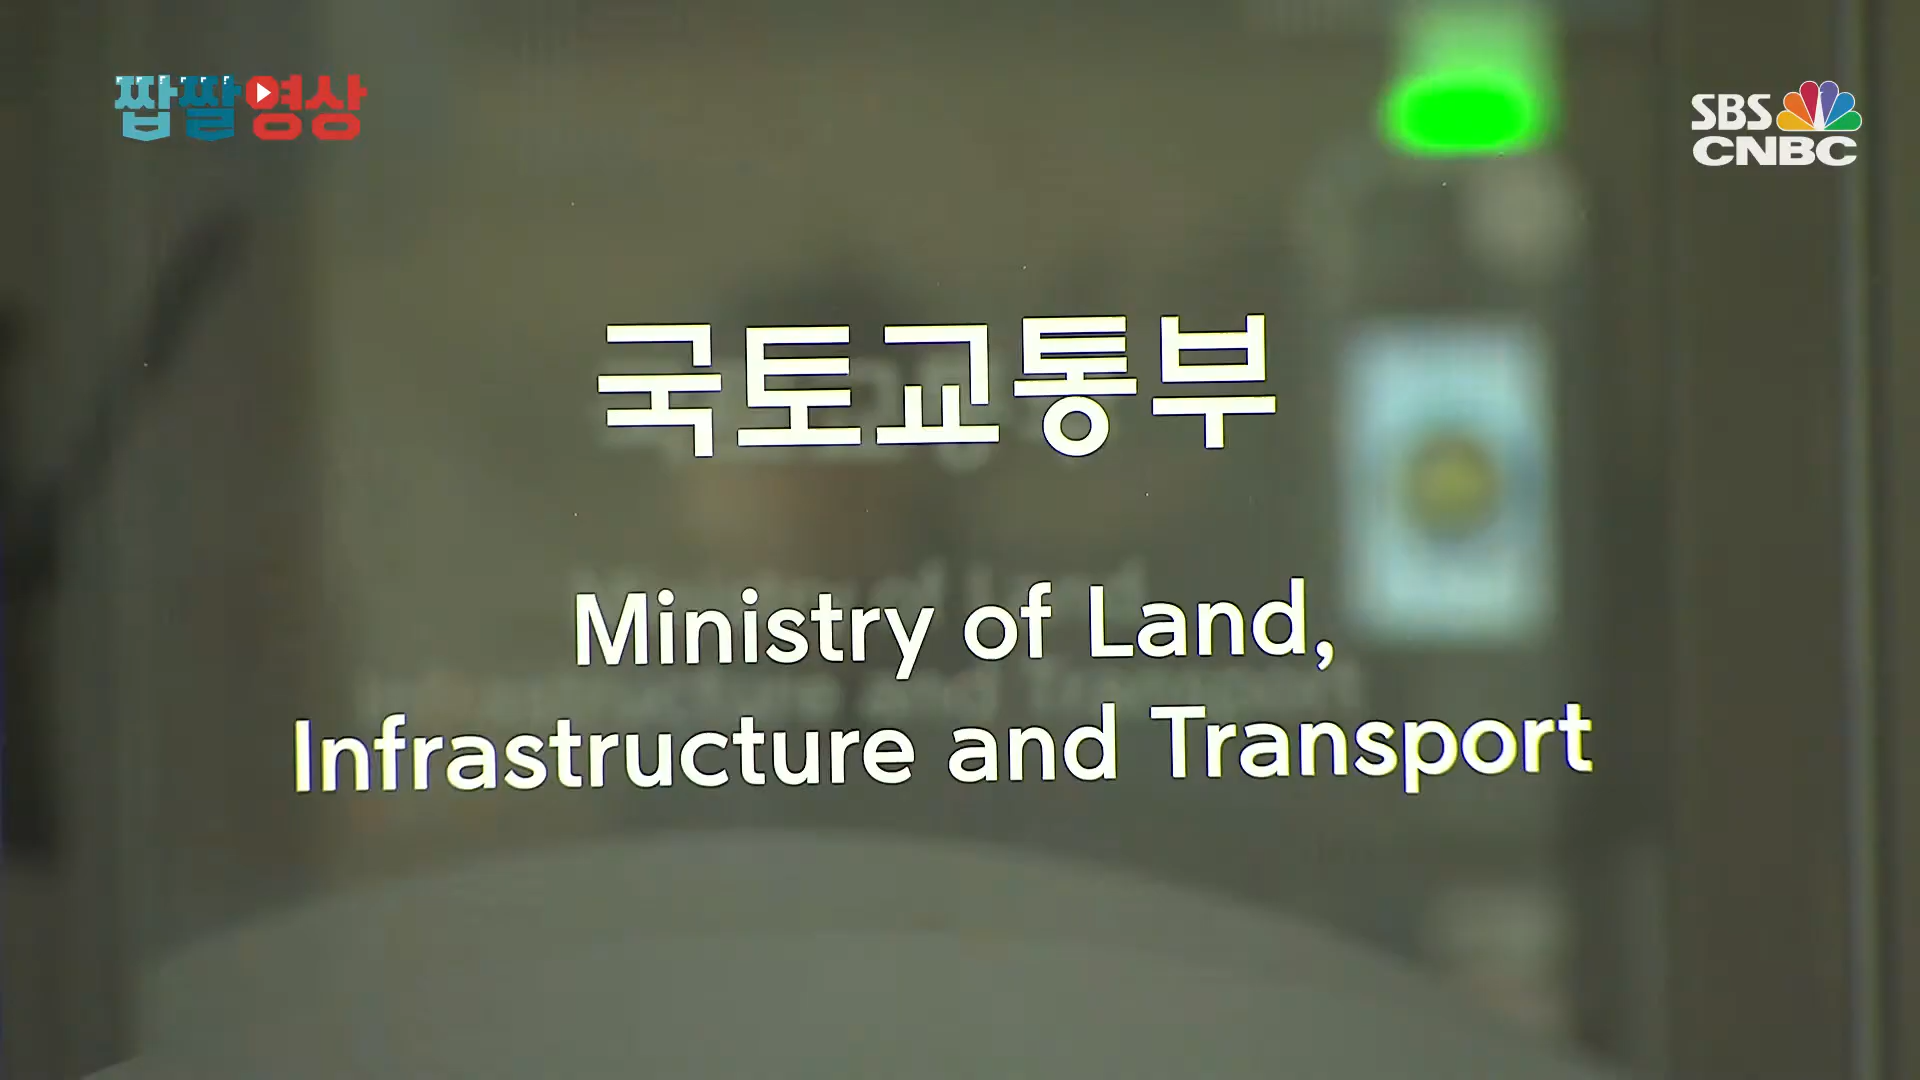 짭짤영상
SBS
CNBC
국토교통부
Ministry of Land,
Infrastructure and Transport